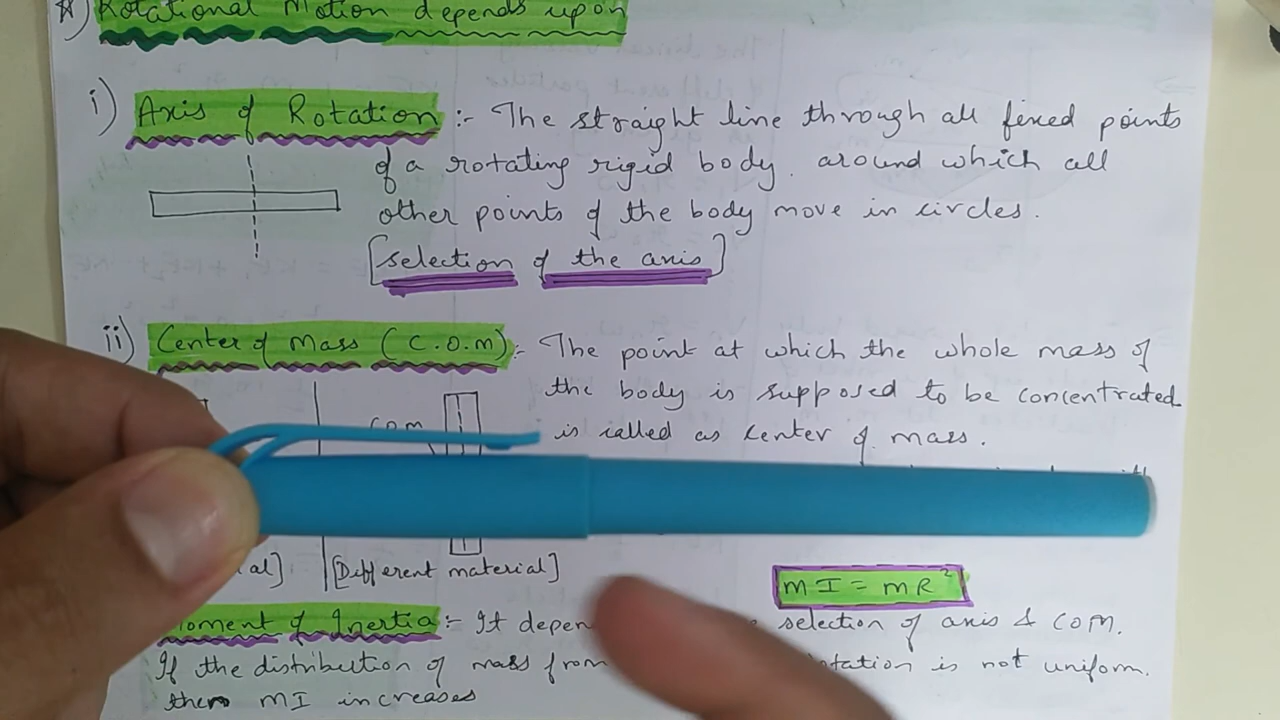 Rotational Motion depends upon
i) Axis of Rotation :- The straight line through all fixed points
of a rotating rigid body. around which all
other points of the body move in circles.
[selection of the axis]
ii) Center of Mass (C.O.m) :- The point at which the whole mass of
the body is supposed to be concentrated
is called as center of mass.
com
[Different material]
mI = mR²
Moment of Inertia :- It selection of axis & COM.
If the distribution of mass from is not uniform.
then MI increases